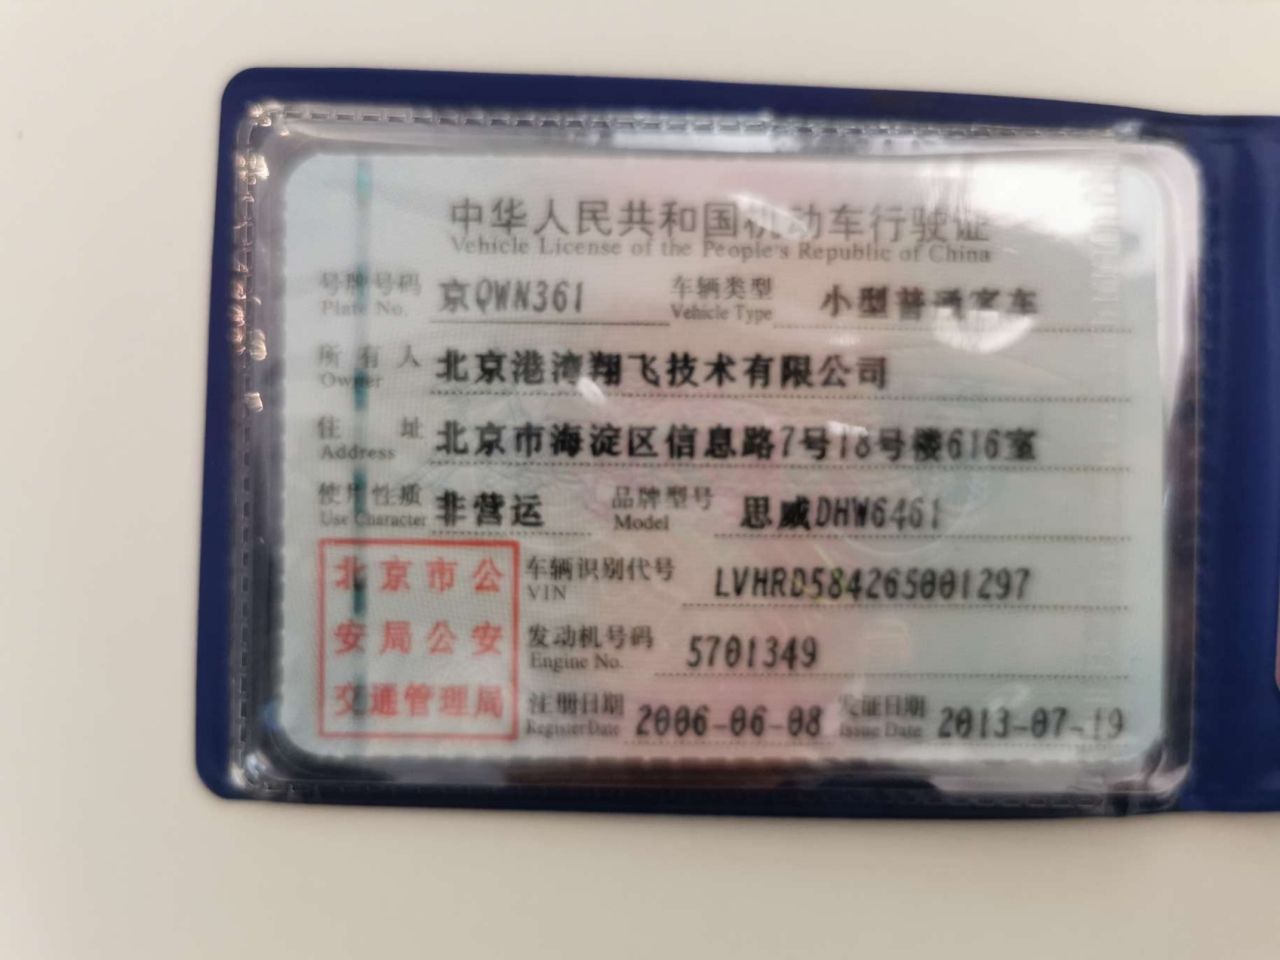 中华人民共和国机动车行驶证
Vehicle License of the People's Republic of China
号牌号码 京QWN361 车辆类型 小型普通客车
Plate No. Vehicle Type
所有人 北京港湾翔飞技术有限公司
Owner
住址 北京市海淀区信息路7号18号楼616室
Address
使用性质 非营运 品牌型号 思威DHW6461
Use Character Model
北京市公 车辆识别代号 LVHRD584265001297
VIN
安局公安 发动机号码 5701349
Engine No.
交通管理局 注册日期 2006-06-08 发证日期 2013-07-19
Register Date Issue Date